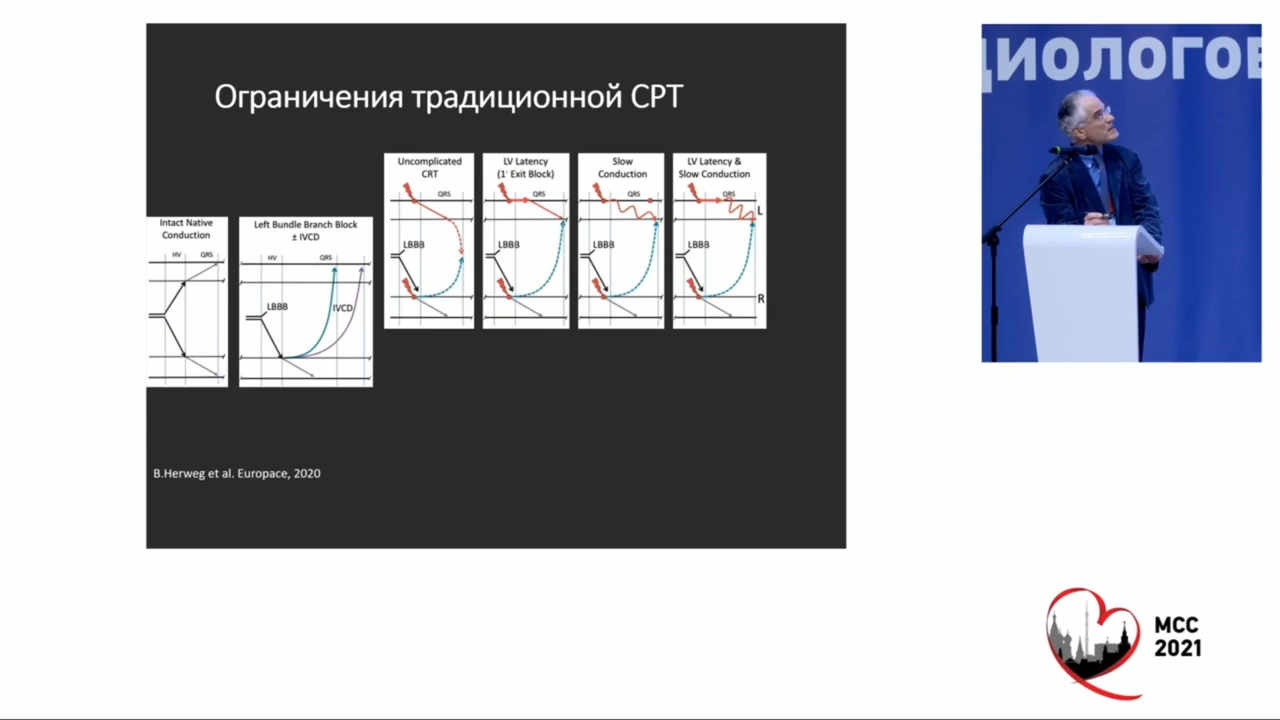 Ограничения традиционной СРТ
Intact Native
Conduction
HV
QRS
Left Bundle Branch Block
± IVCD
HV
QRS
LBBB
IVCD
Uncomplicated
CRT
QRS
LBBB
LV Latency
(1° Exit Block)
QRS
LBBB
Slow
Conduction
QRS
LBBB
LV Latency &
Slow Conduction
QRS
L
LBBB
R
B.Herweg et al. Europace, 2020
ДИОЛОГОВ
МСС
2021